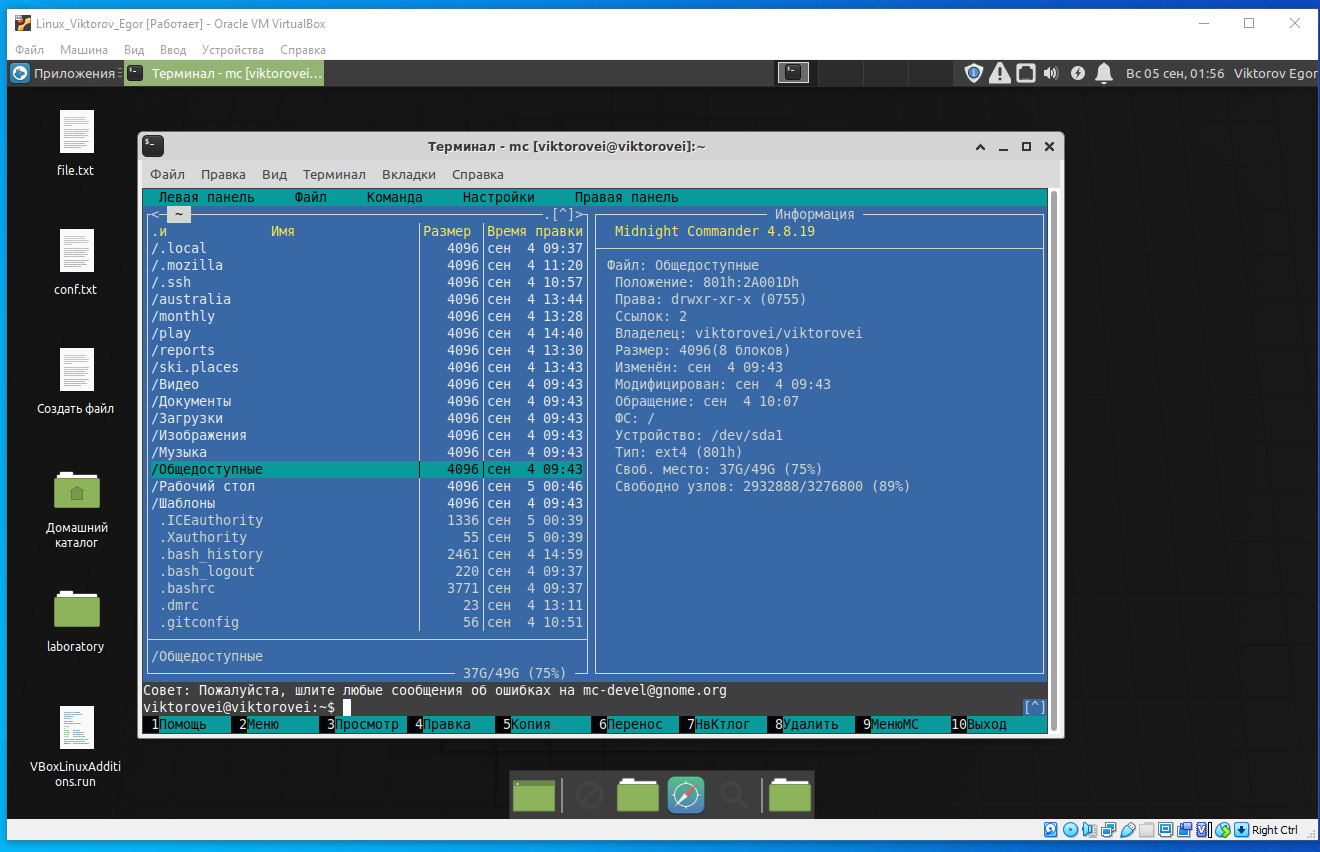 Linux_Viktorov_Egor [Работает] - Oracle VM VirtualBox
Файл Машина Вид Ввод Устройства Справка
Приложения Терминал - mc [viktorovei... Вс 05 сен, 01:56 Viktorov Egor
file.txt
conf.txt
Создать файл
Домашний
каталог
laboratory
VBoxLinuxAdditi
ons.run
Терминал - mc [viktorovei@viktorovei]:~
Файл Правка Вид Терминал Вкладки Справка
Левая панель Файл Команда Настройки Правая панель
<─ ~ .[^]>
.и Имя Размер Время правки
/.local 4096 сен 4 09:37
/.mozilla 4096 сен 4 11:20
/.ssh 4096 сен 4 10:57
/australia 4096 сен 4 13:44
/monthly 4096 сен 4 13:28
/play 4096 сен 4 14:40
/reports 4096 сен 4 13:30
/ski.places 4096 сен 4 13:43
/Видео 4096 сен 4 09:43
/Документы 4096 сен 4 09:43
/Загрузки 4096 сен 4 09:43
/Изображения 4096 сен 4 09:43
/Музыка 4096 сен 4 09:43
/Общедоступные 4096 сен 4 09:43
/Рабочий стол 4096 сен 5 00:46
/Шаблоны 4096 сен 4 09:43
.ICEauthority 1336 сен 5 00:39
.Xauthority 55 сен 5 00:39
.bash_history 2461 сен 4 14:59
.bash_logout 220 сен 4 09:37
.bashrc 3771 сен 4 09:37
.dmrc 23 сен 4 13:11
.gitconfig 56 сен 4 10:51
/Общедоступные
37G/49G (75%)
Информация
Midnight Commander 4.8.19
Файл: Общедоступные
Положение: 801h:2A001Dh
Права: drwxr-xr-x (0755)
Ссылок: 2
Владелец: viktorovei/viktorovei
Размер: 4096(8 блоков)
Изменён: сен 4 09:43
Модифицирован: сен 4 09:43
Обращение: сен 4 10:07
ФС: /
Устройство: /dev/sda1
Тип: ext4 (801h)
Своб. место: 37G/49G (75%)
Свободно узлов: 2932888/3276800 (89%)
Совет: Пожалуйста, шлите любые сообщения об ошибках на mc-devel@gnome.org
viktorovei@viktorovei:~$ [^]
1Помощь 2Меню 3Просмотр 4Правка 5Копия 6Перенос 7НвКтлог 8Удалить 9МенюMC 10Выход
Right Ctrl